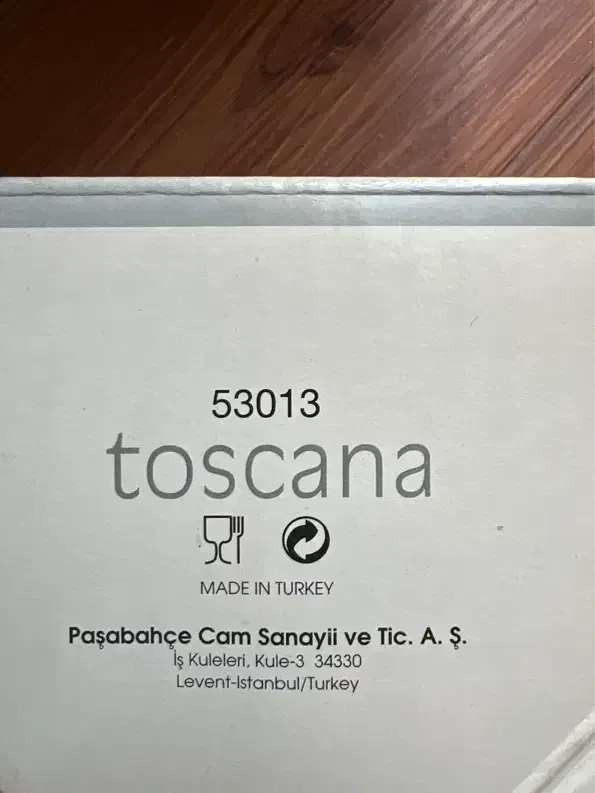 53013
toscana
MADE IN TURKEY
Paşabahçe Cam Sanayii ve Tic. A. Ş.
İş Kuleleri, Kule-3 34330
Levent-Istanbul/Turkey